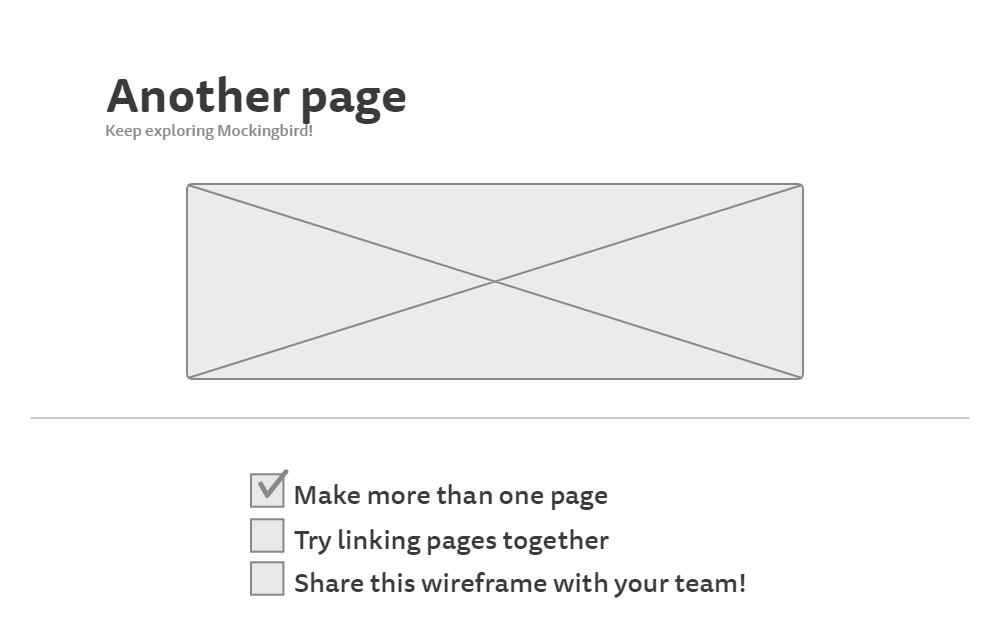 Another page
Keep exploring Mockingbird!
Make more than one page
Try linking pages together
Share this wireframe with your team!